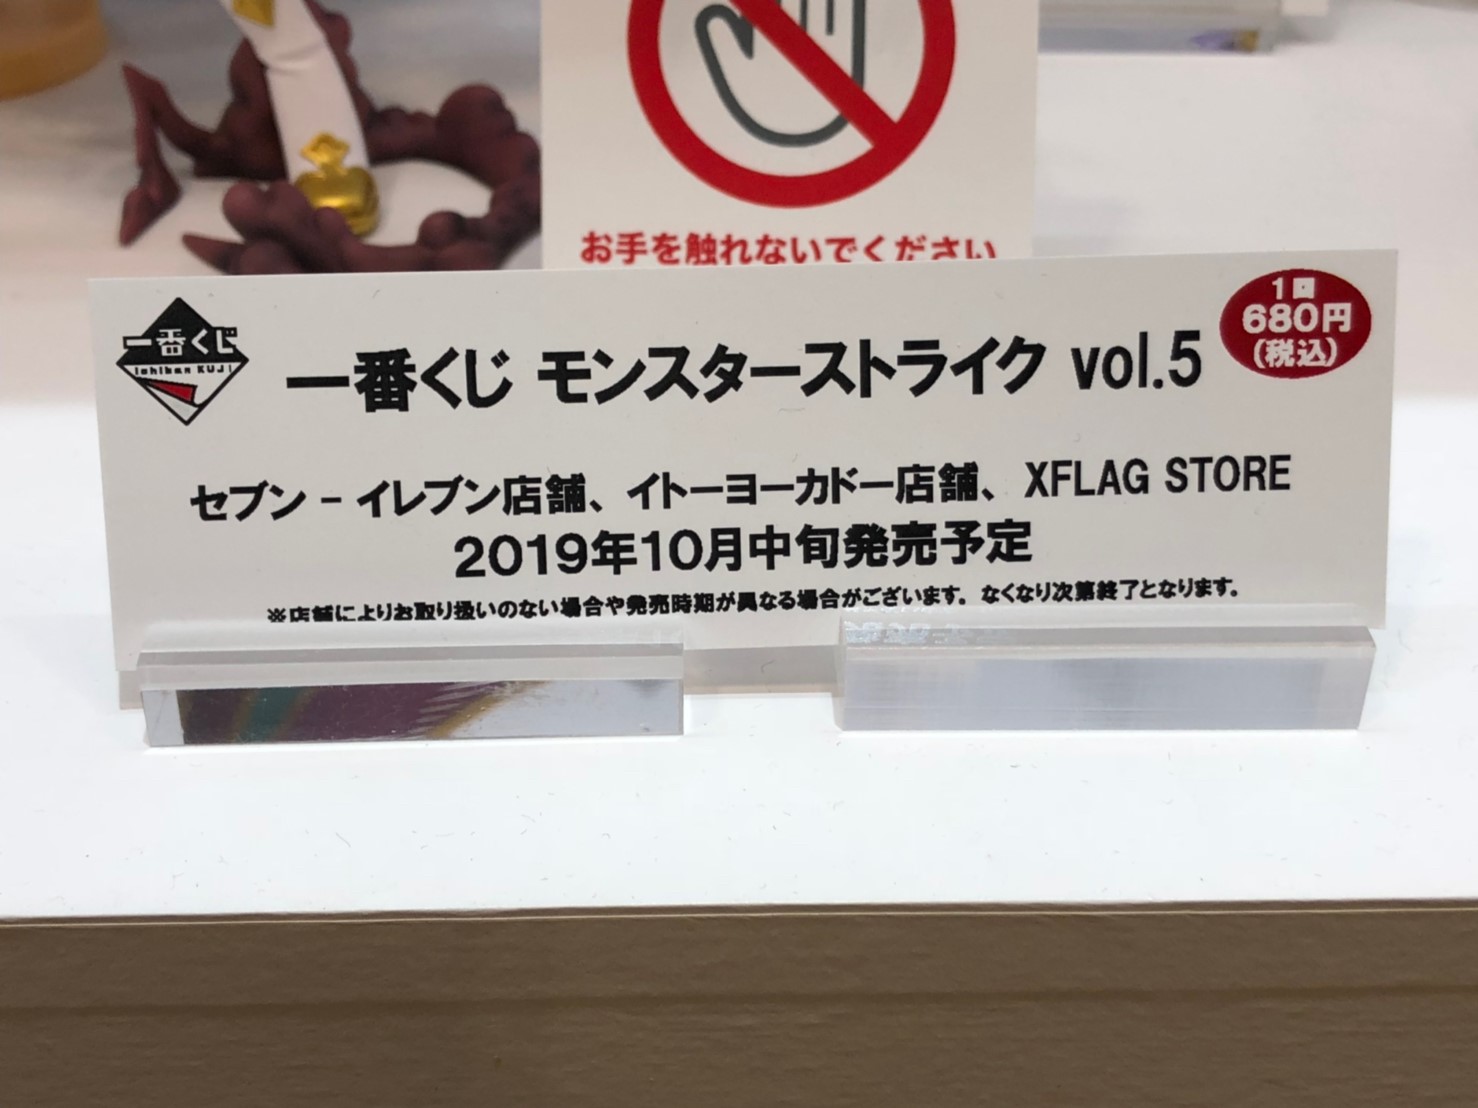 お手を触れないでください
一番くじ
Ichiban KUJI
一番くじ モンスターストライク vol.5
1回
680円
(税込)
セブン-イレブン店舗、イトーヨーカドー店舗、XFLAG STORE
2019年10月中旬発売予定
※店舗によりお取り扱いのない場合や発売時期が異なる場合がございます。なくなり次第終了となります。